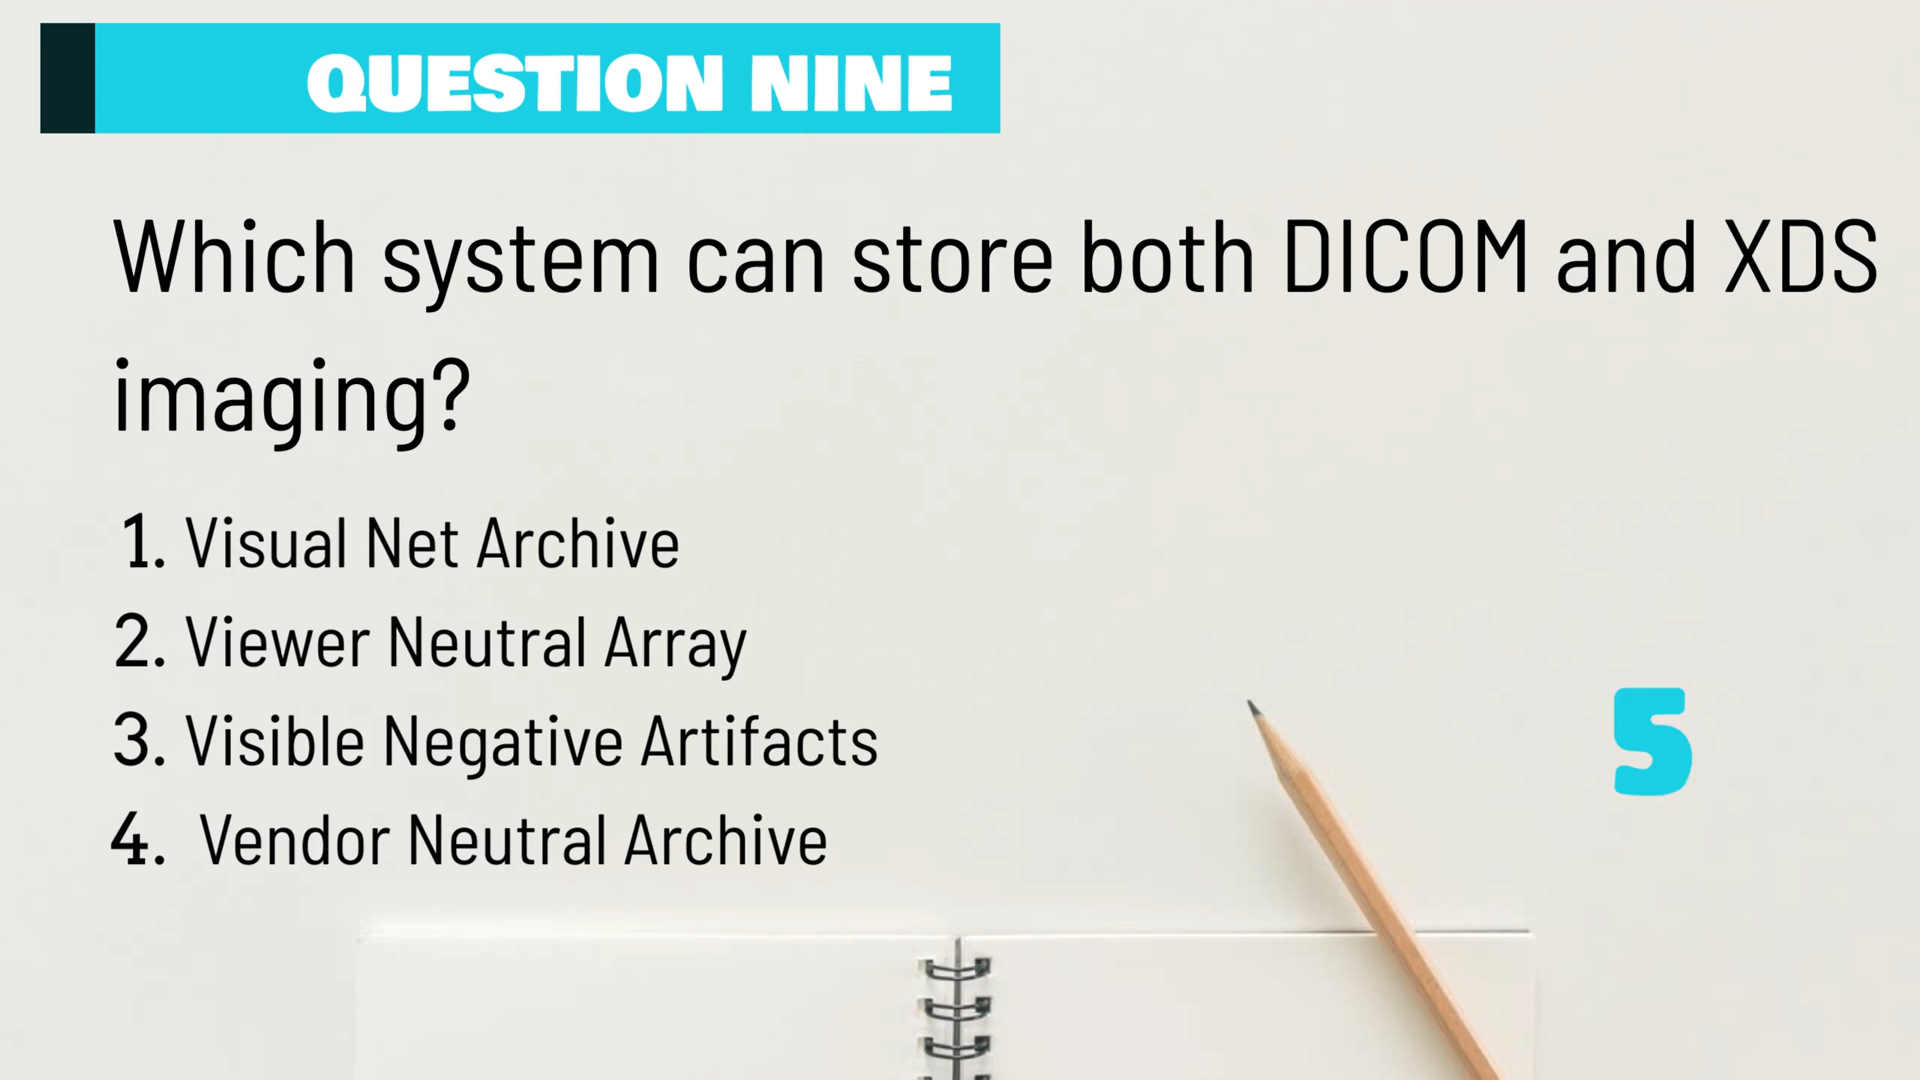 QUESTION NINE
Which system can store both DICOM and XDS
imaging?
1. Visual Net Archive
2. Viewer Neutral Array
3. Visible Negative Artifacts
4. Vendor Neutral Archive
5